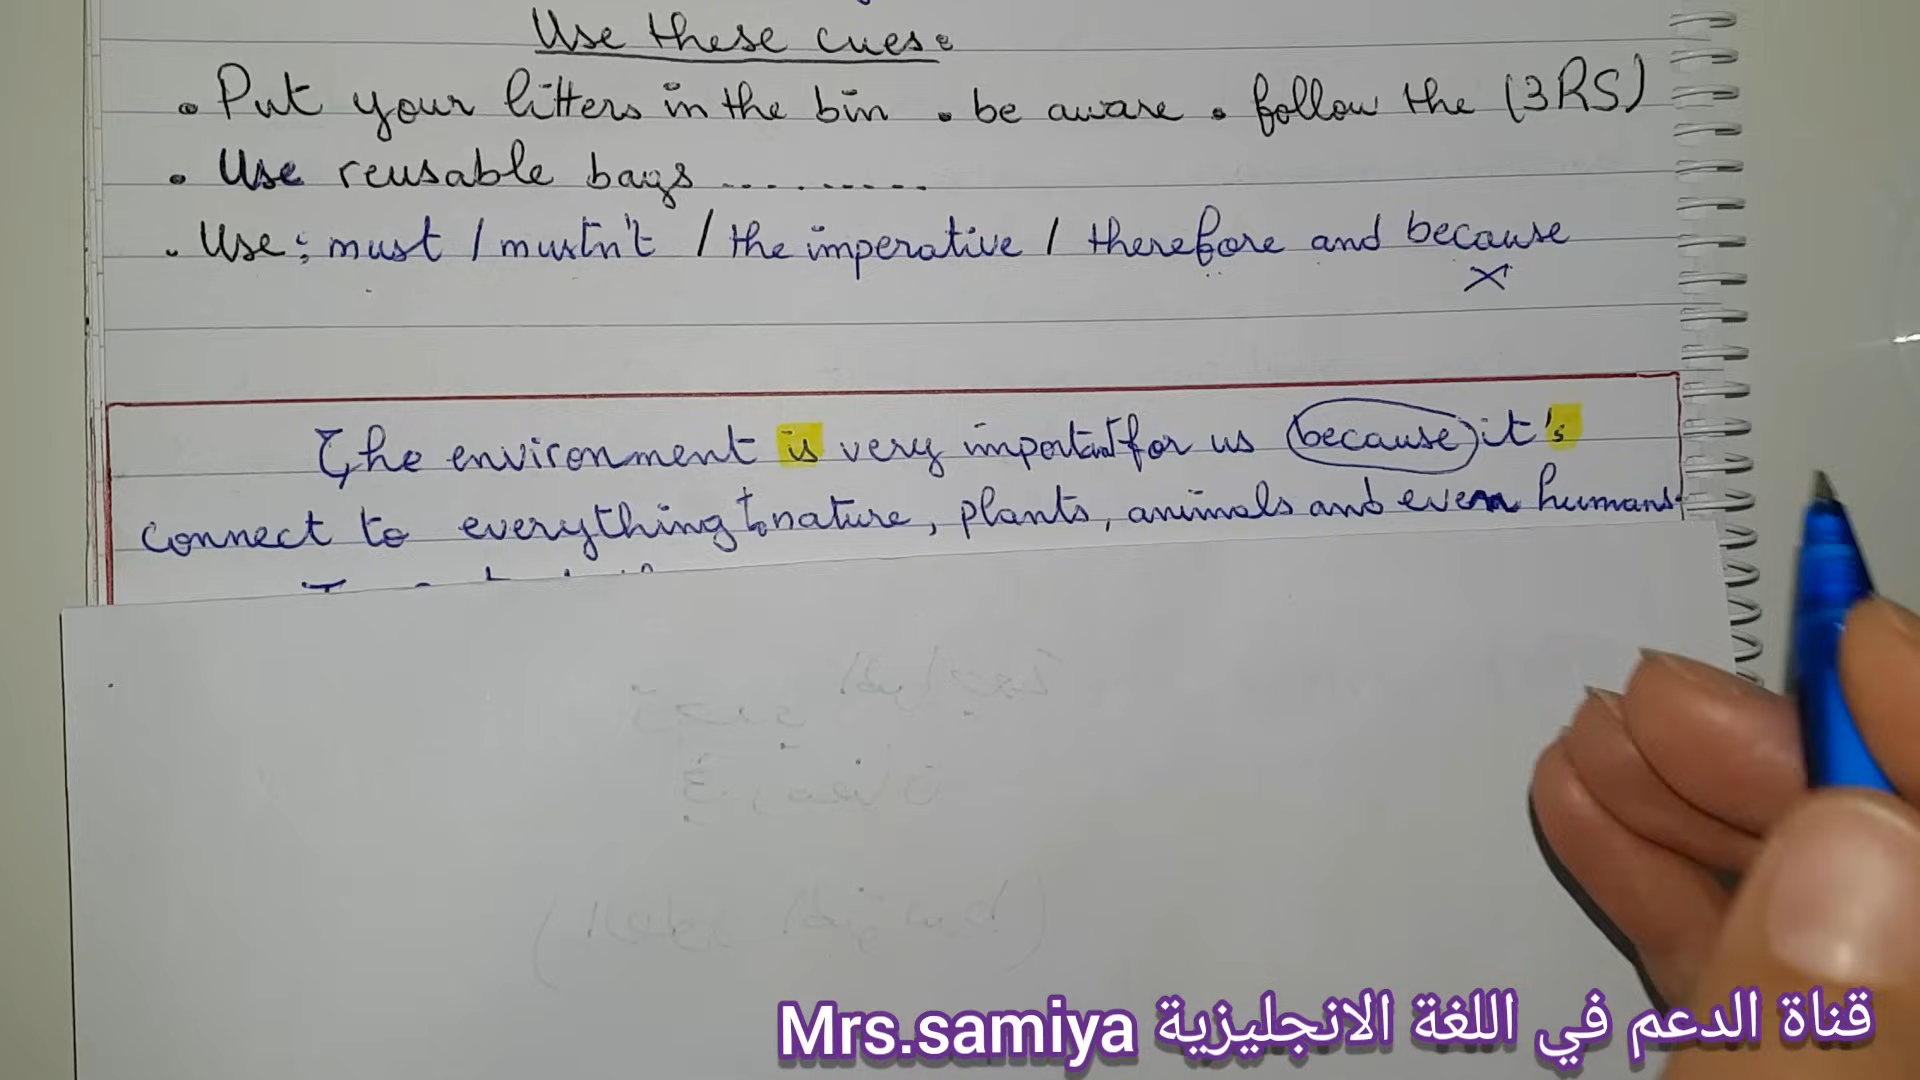 Use these cues:
. Put your litters in the bin . be aware . follow the (3RS)
. Use reusable bags .........
. Use: must / mustn't / the imperative / therefore and because
x
The environment is very important for us because it's
connect to everything to nature, plants, animals and even humans.
Mrs.samiya قناة الدعم في اللغة الانجليزية